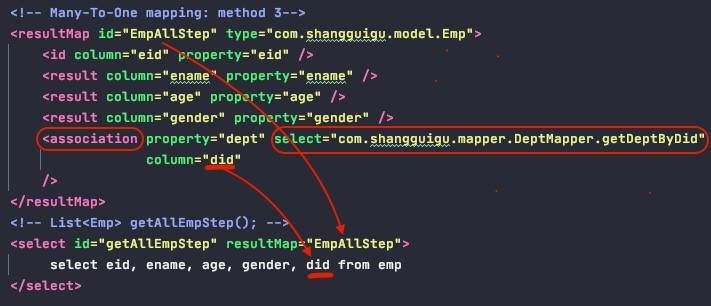 <!-- Many-To-One mapping: method 3-->
<resultMap id="EmpAllStep" type="com.shangguigu.model.Emp">
    <id column="eid" property="eid" />
    <result column="ename" property="ename" />
    <result column="age" property="age" />
    <result column="gender" property="gender" />
    <association property="dept" select="com.shangguigu.mapper.DeptMapper.getDeptByDid"
                 column="did"
    />
</resultMap>
<!-- List<Emp> getAllEmpStep(); -->
<select id="getAllEmpStep" resultMap="EmpAllStep">
     select eid, ename, age, gender, did from emp
</select>